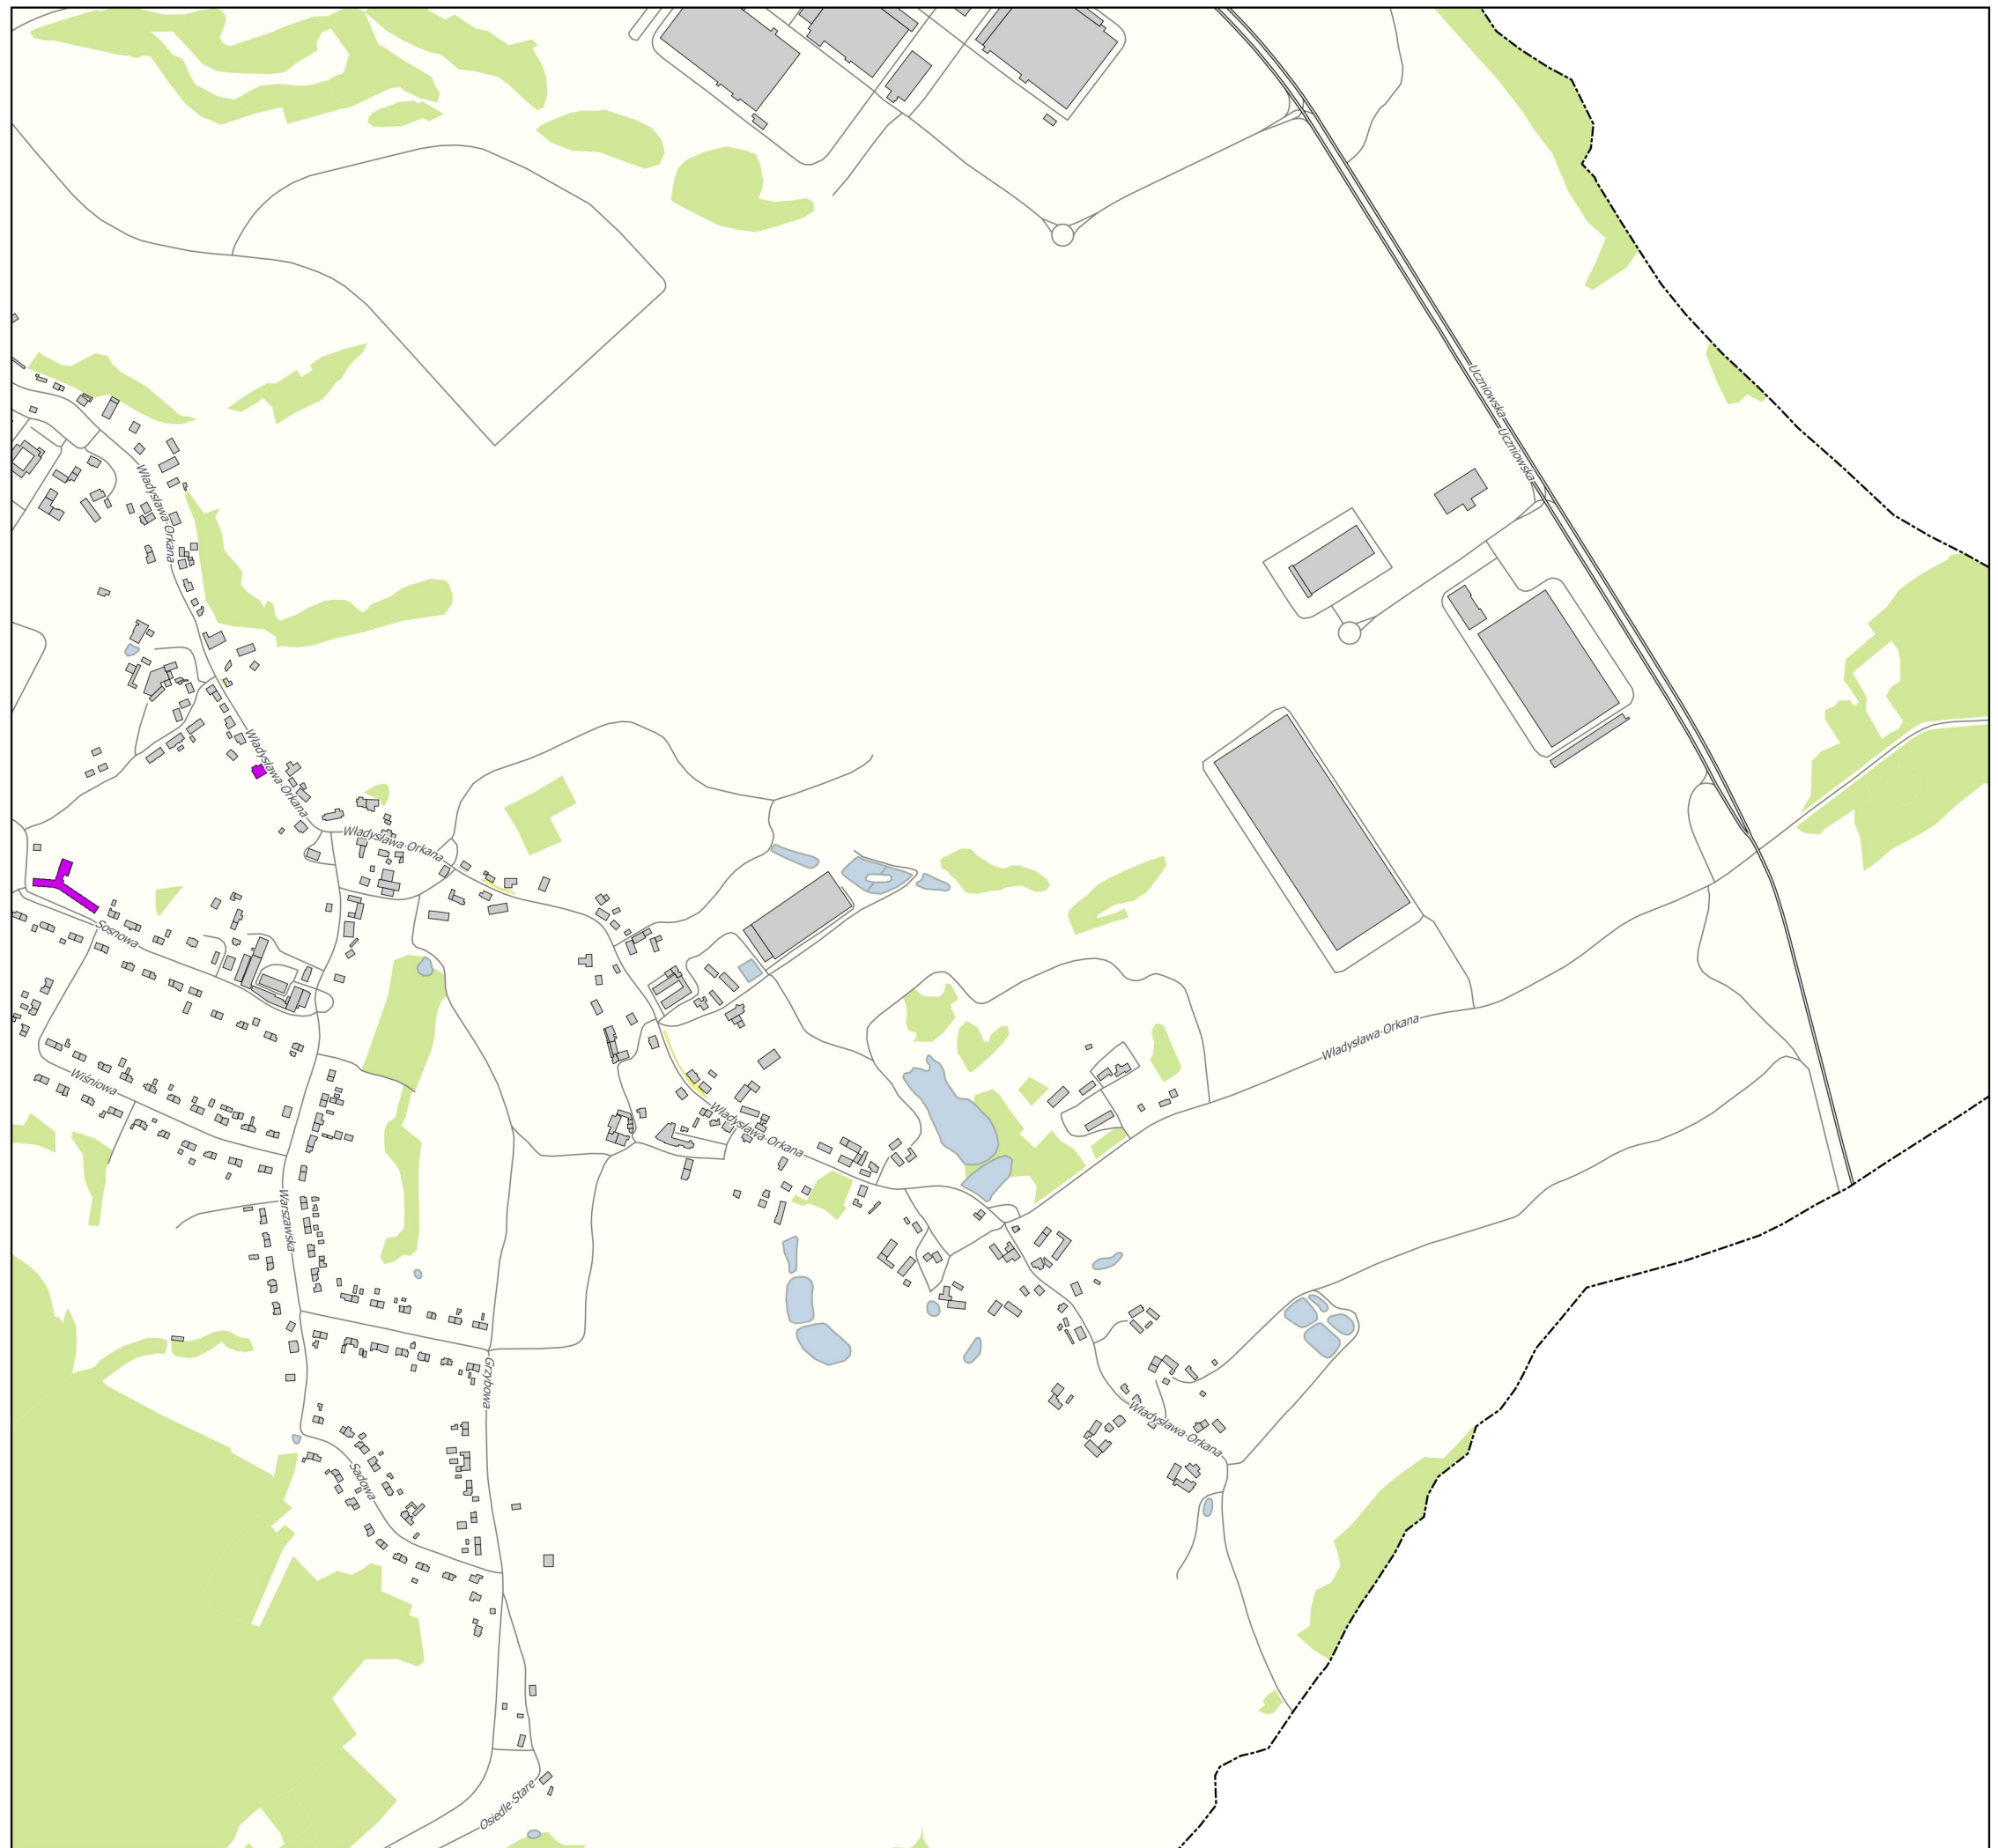 Uczniowska
Uczniowska
Władysława Orkana
Władysława Orkana
Władysława Orkana
Sosnowa
Władysława Orkana
Wiśniowa
Władysława Orkana
Warszawska
Grzybowa
Władysława Orkana
Sadowa
Osiedle Stare